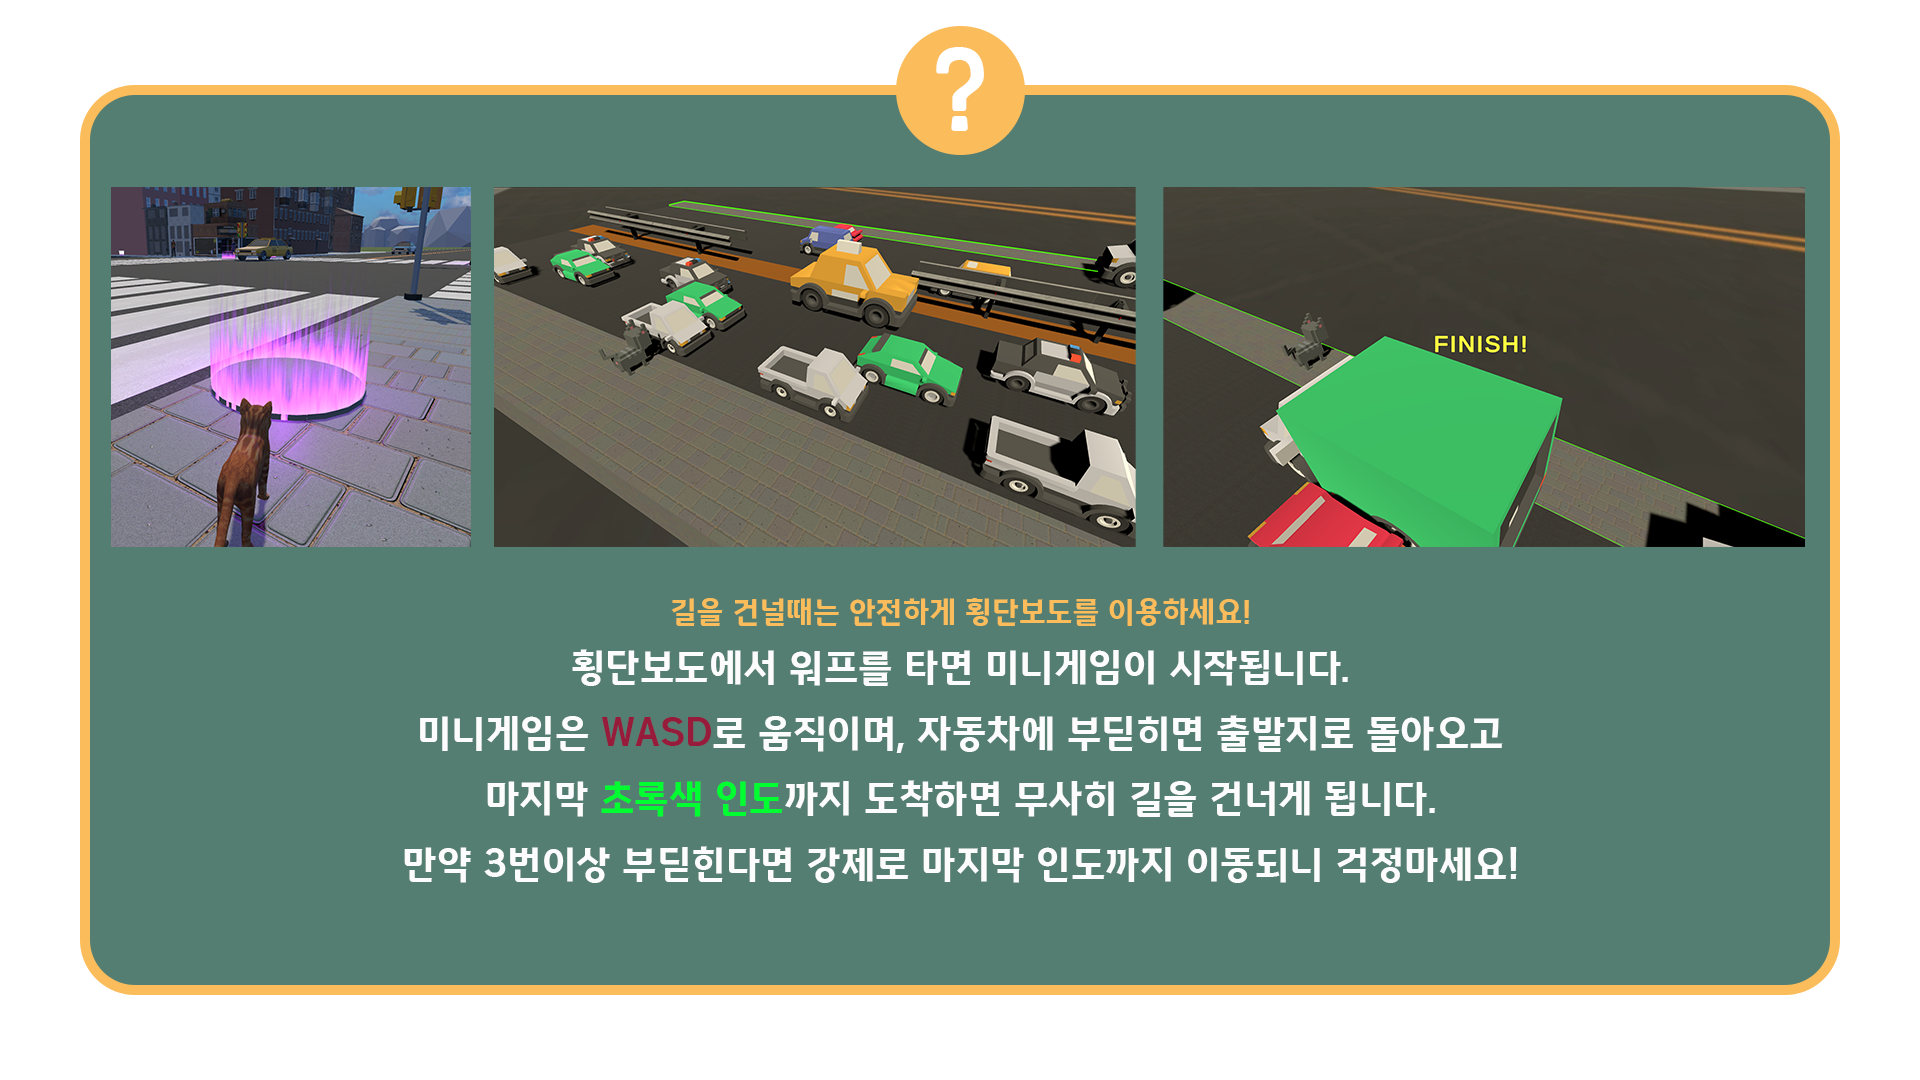 ?
FINISH!
길을 건널때는 안전하게 횡단보도를 이용하세요!
횡단보도에서 워프를 타면 미니게임이 시작됩니다.
미니게임은 WASD로 움직이며, 자동차에 부딛히면 출발지로 돌아오고
마지막 초록색 인도까지 도착하면 무사히 길을 건너게 됩니다.
만약 3번이상 부딛힌다면 강제로 마지막 인도까지 이동되니 걱정마세요!